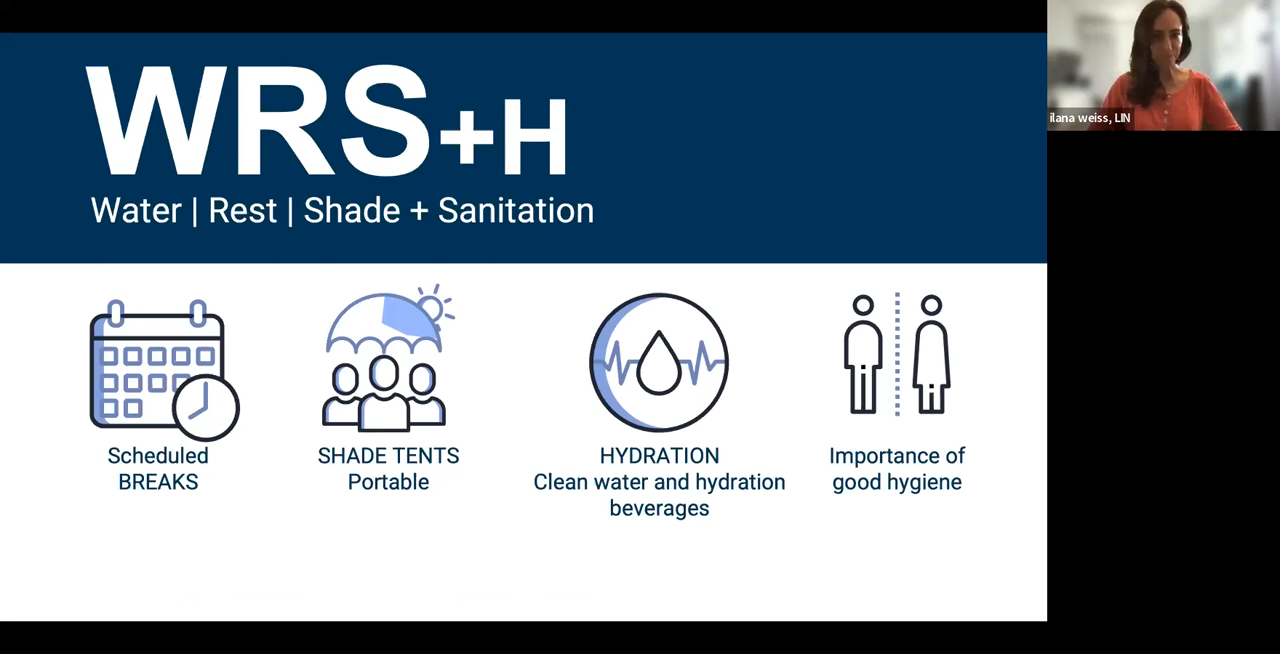 WRS+H
Water | Rest | Shade + Sanitation
Scheduled
BREAKS
SHADE TENTS
Portable
HYDRATION
Clean water and hydration
beverages
Importance of
good hygiene
ilana weiss, LIN